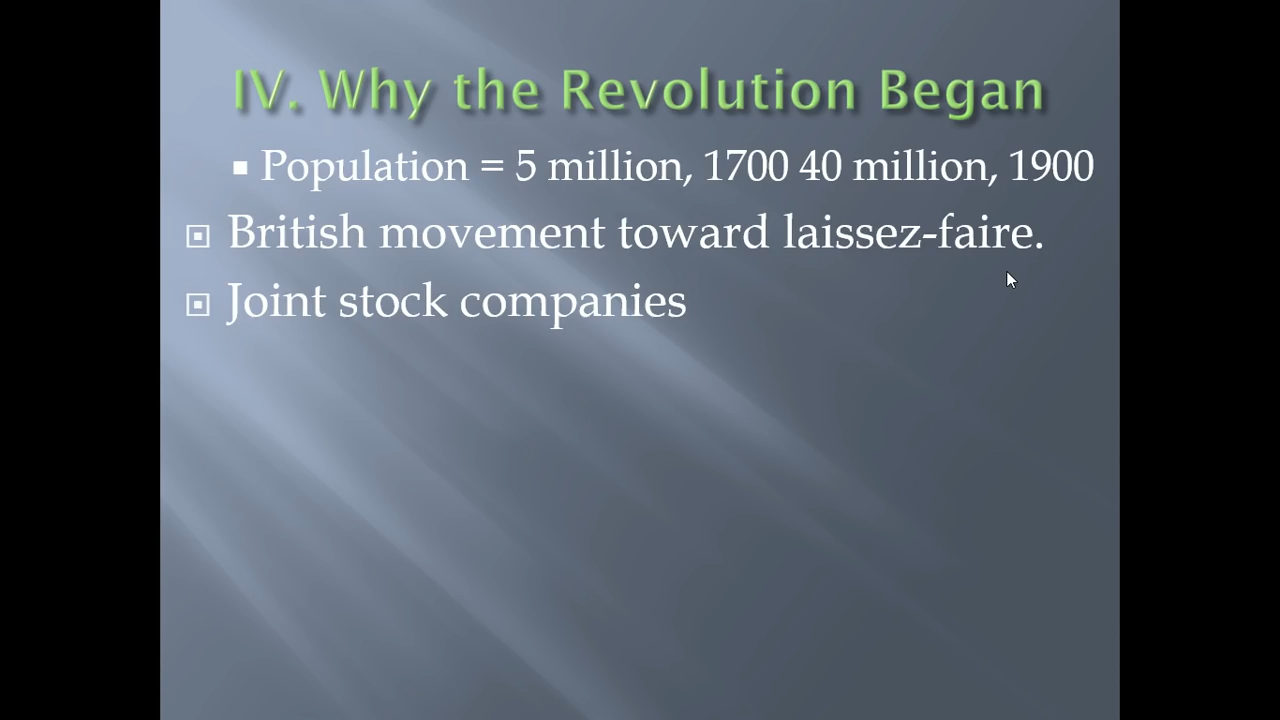 IV. Why the Revolution Began
Population = 5 million, 1700 40 million, 1900
British movement toward laissez-faire.
Joint stock companies